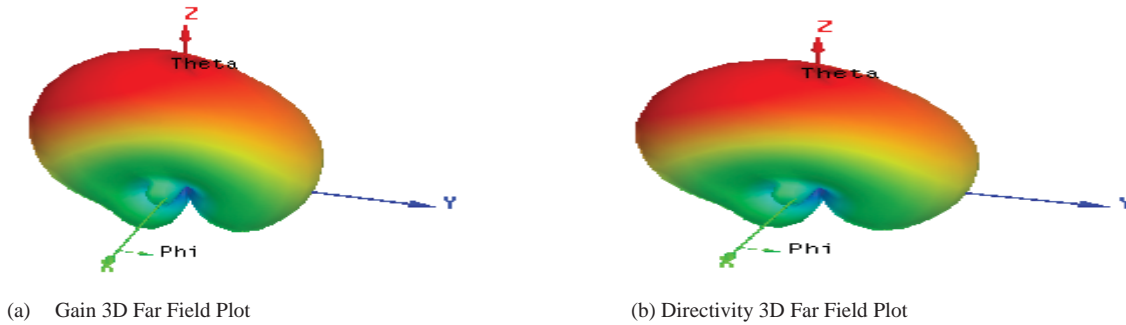 Z
Theta
Y
Phi
X
(a) Gain 3D Far Field Plot
Z
Theta
Y
Phi
X
(b) Directivity 3D Far Field Plot